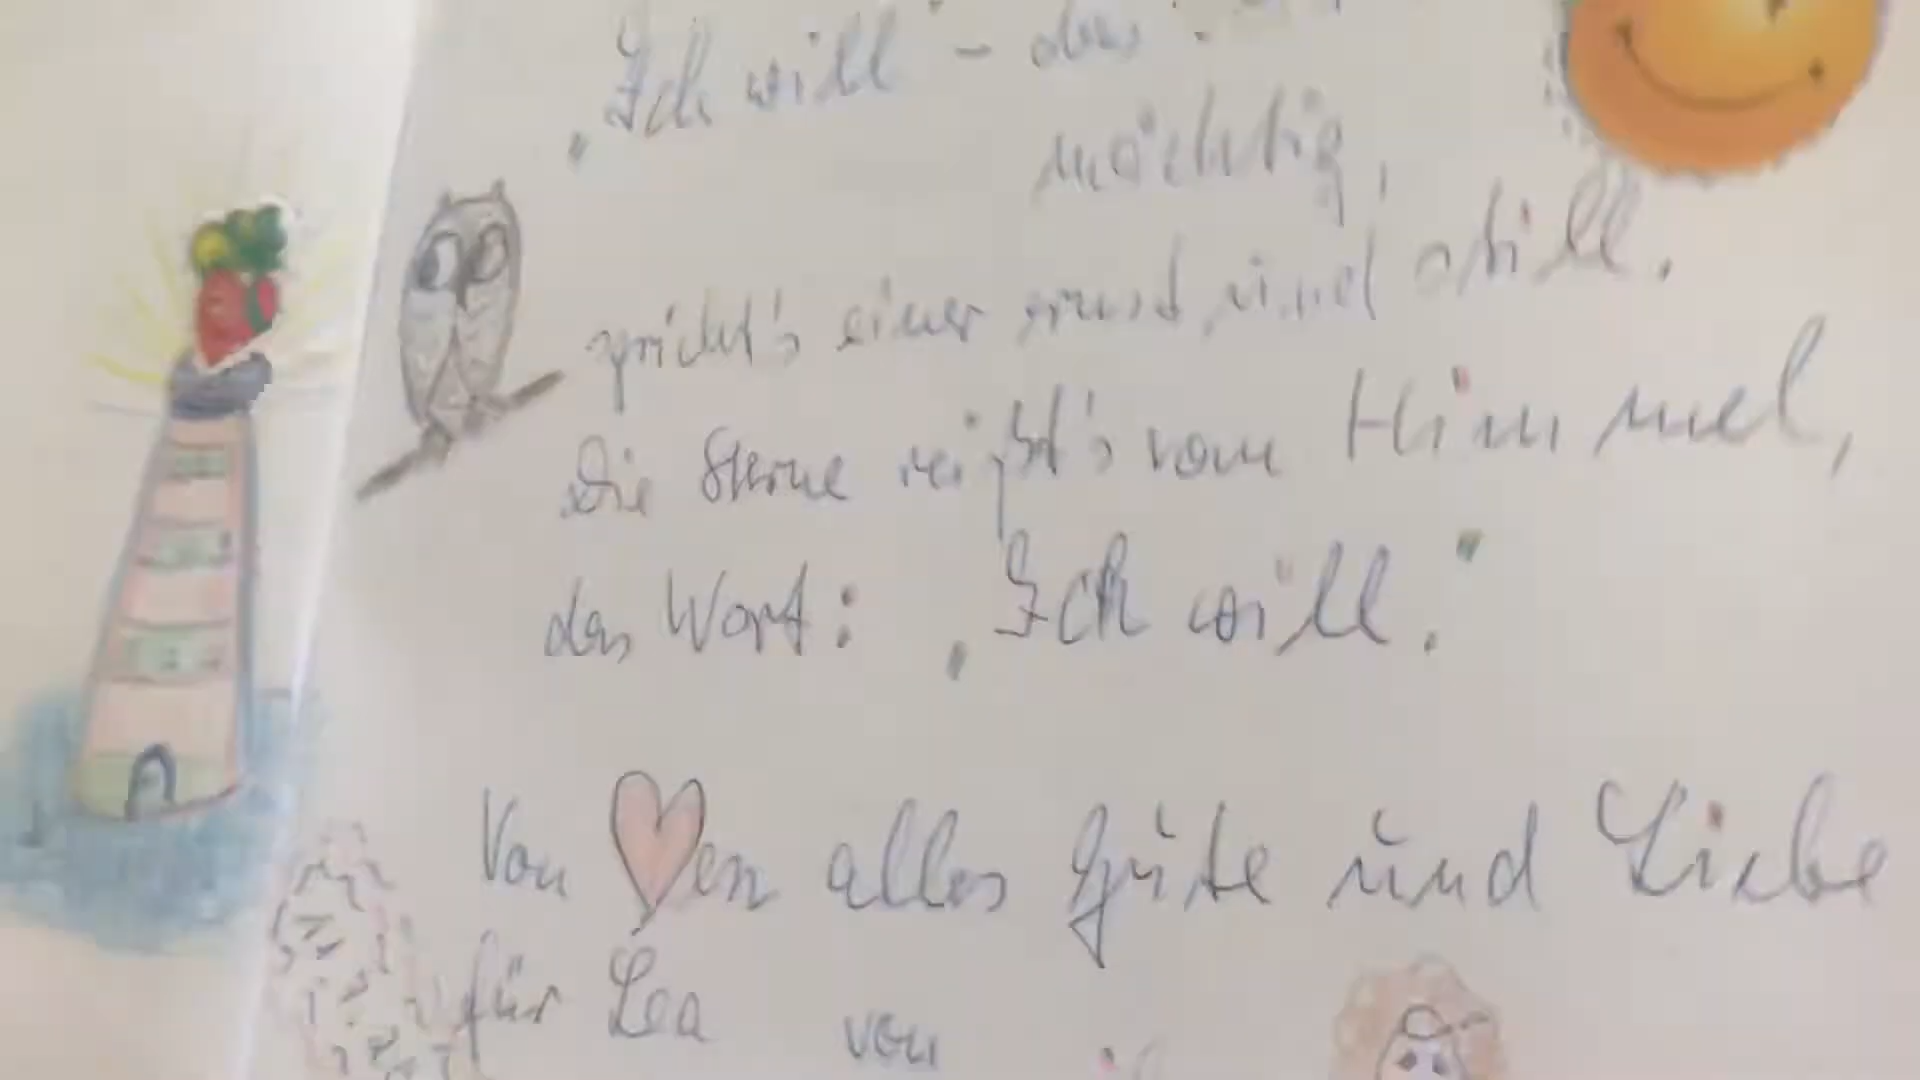 „Ich will“ - das
mächtig,
spricht's einer ernst und still.
Die Sterne reißt's vom Himmel,
das Wort: „Ich will.“
Von ♥en alles Gute und Liebe
für Lea von